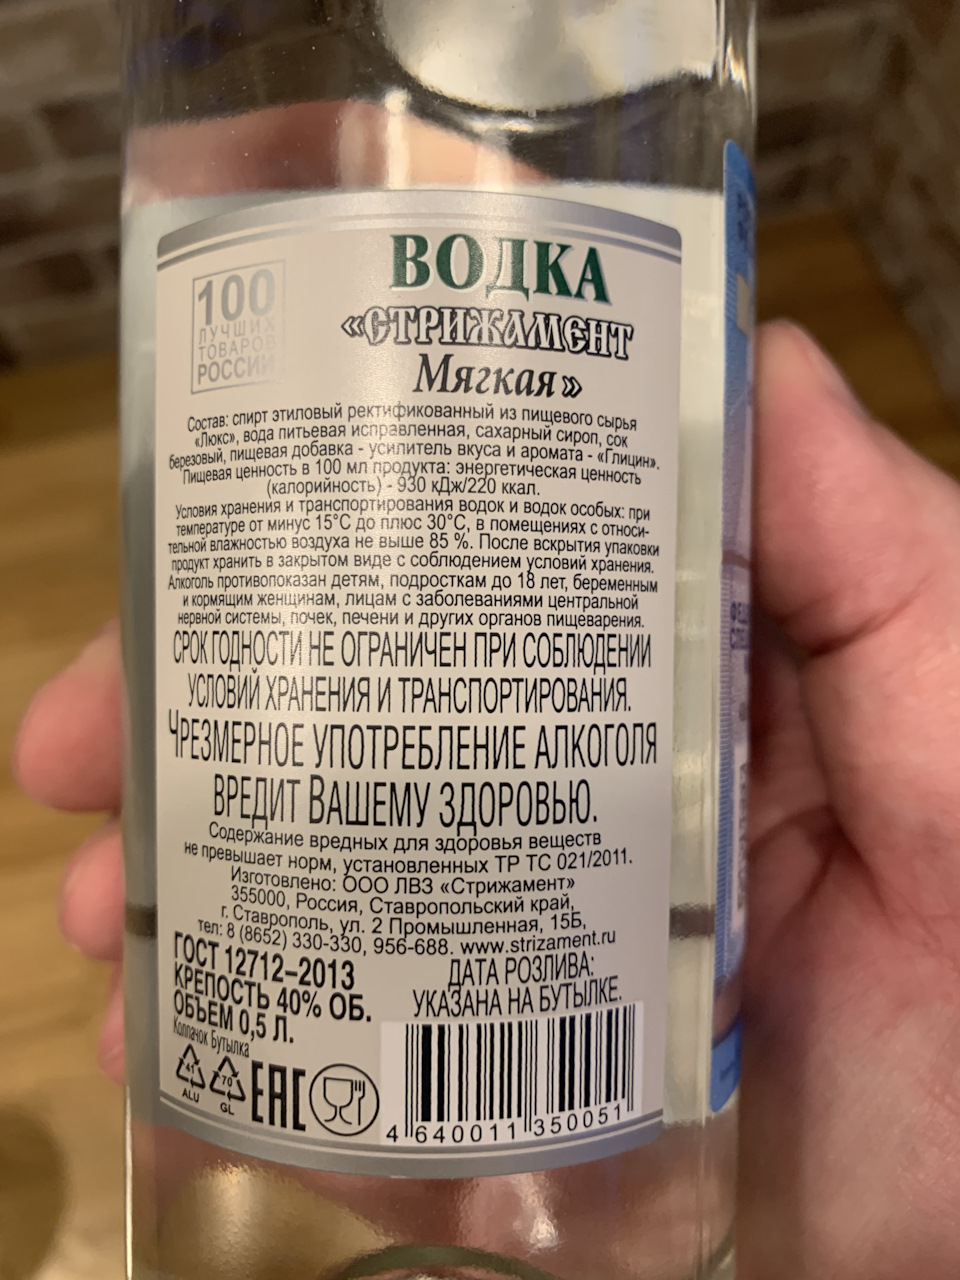 ВОДКА
«СТРИЖАМЕНТ
Мягкая»
100
ЛУЧШИХ
ТОВАРОВ
РОССИИ
Состав: спирт этиловый ректификованный из пищевого сырья
«Люкс», вода питьевая исправленная, сахарный сироп, сок
березовый, пищевая добавка - усилитель вкуса и аромата - «Глицин».
Пищевая ценность в 100 мл продукта: энергетическая ценность
(калорийность) - 930 кДж/220 ккал.
Условия хранения и транспортирования водок и водок особых: при
температуре от минус 15°С до плюс 30°С, в помещениях с относи-
тельной влажностью воздуха не выше 85 %. После вскрытия упаковки
продукт хранить в закрытом виде с соблюдением условий хранения.
Алкоголь противопоказан детям, подросткам до 18 лет, беременным
и кормящим женщинам, лицам с заболеваниями центральной
нервной системы, почек, печени и других органов пищеварения.
СРОК ГОДНОСТИ НЕ ОГРАНИЧЕН ПРИ СОБЛЮДЕНИИ
УСЛОВИЙ ХРАНЕНИЯ И ТРАНСПОРТИРОВАНИЯ.
ЧРЕЗМЕРНОЕ УПОТРЕБЛЕНИЕ АЛКОГОЛЯ
ВРЕДИТ ВАШЕМУ ЗДОРОВЬЮ.
Содержание вредных для здоровья веществ
не превышает норм, установленных ТР ТС 021/2011.
Изготовлено: ООО ЛВЗ «Стрижамент»
355000, Россия, Ставропольский край,
г. Ставрополь, ул. 2 Промышленная, 15Б,
тел: 8 (8652) 330-330, 956-688. www.strizament.ru
ГОСТ 12712–2013
КРЕПОСТЬ 40% ОБ.
ОБЪЕМ 0,5 Л.
ДАТА РОЗЛИВА:
УКАЗАНА НА БУТЫЛКЕ.
Колпачок Бутылка
41 70
ALU GL
ЕАС
4 640011 350051